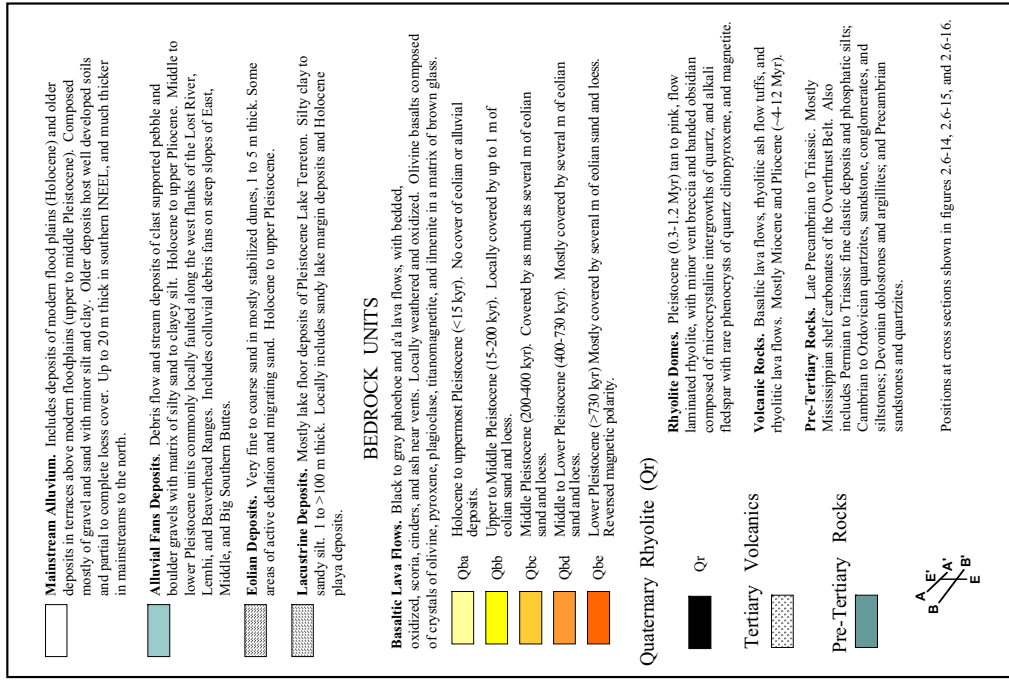 Mainstream Alluvium. Includes deposits of modern flood plains (Holocene) and older
deposits in terraces above modern floodplains (upper to middle Pleistocene). Composed
mostly of gravel and sand with minor silt and clay. Older deposits host well developed soils
and partial to complete loess cover. Up to 20 m thick in southern INEEL, and much thicker
in mainstreams to the north.
Alluvial Fans Deposits. Debris flow and stream deposits of clast supported pebble and
boulder gravels with matrix of silty sand to clayey silt. Holocene to upper Pliocene. Middle to
lower Pleistocene units commonly locally faulted along the west flanks of the Lost River,
Lemhi, and Beaverhead Ranges. Includes colluvial debris fans on steep slopes of East,
Middle, and Big Southern Buttes.
Eolian Deposits. Very fine to coarse sand in mostly stabilized dunes, 1 to 5 m thick. Some
areas of active deflation and migrating sand. Holocene to upper Pleistocene.
Lacustrine Deposits. Mostly lake floor deposits of Pleistocene Lake Terreton. Silty clay to
sandy silt. 1 to >100 m thick. Locally includes sandy lake margin deposits and Holocene
playa deposits.
BEDROCK UNITS
Basaltic Lava Flows. Black to gray pahoehoe and a'a lava flows, with bedded,
oxidized, scoria, cinders, and ash near vents. Locally weathered and oxidized. Olivine basalts composed
of crystals of olivine, pyroxene, plagioclase, titanomagnetite, and ilmenite in a matrix of brown glass.
Qba Holocene to uppermost Pleistocene (<15 kyr). No cover of eolian or alluvial
deposits.
Qbb Upper to Middle Pleistocene (15-200 kyr). Locally covered by up to 1 m of
eolian sand and loess.
Qbc Middle Pleistocene (200-400 kyr). Covered by as much as several m of eolian
sand and loess.
Qbd Middle to Lower Pleistocene (400-730 kyr). Mostly covered by several m of eolian
sand and loess.
Qbe Lower Pleistocene (>730 kyr) Mostly covered by several m of eolian sand and loess.
Reversed magnetic polarity.
Quaternary Rhyolite (Qr)
Qr Rhyolite Domes. Pleistocene (0.3-1.2 Myr) tan to pink, flow
laminated rhyolite, with minor vent breccia and banded obsidian
composed of microcrystaline intergrowths of quartz, and alkali
fledspar with rare phenocrysts of quartz clinopyroxene, and magnetite.
Tertiary Volcanics
Volcanic Rocks. Basaltic lava flows, rhyolitic ash flow tuffs, and
rhyolitic lava flows. Mostly Miocene and Pliocene (~4-12 Myr).
Pre-Tertiary Rocks
Pre-Tertiary Rocks. Late Precambrian to Triassic. Mostly
Mississippian shelf carbonates of the Overthrust Belt. Also
includes Permian to Triassic fine elastic deposits and phosphatic silts;
Cambrian to Ordovician quartzites, sandstone, conglomerates, and
siltstones; Devonian dolostones and argillites; and Precambrian
sandstones and quartzites.
A E'
B A'
B'
E
Positions at cross sections shown in figures 2.6-14, 2.6-15, and 2.6-16.